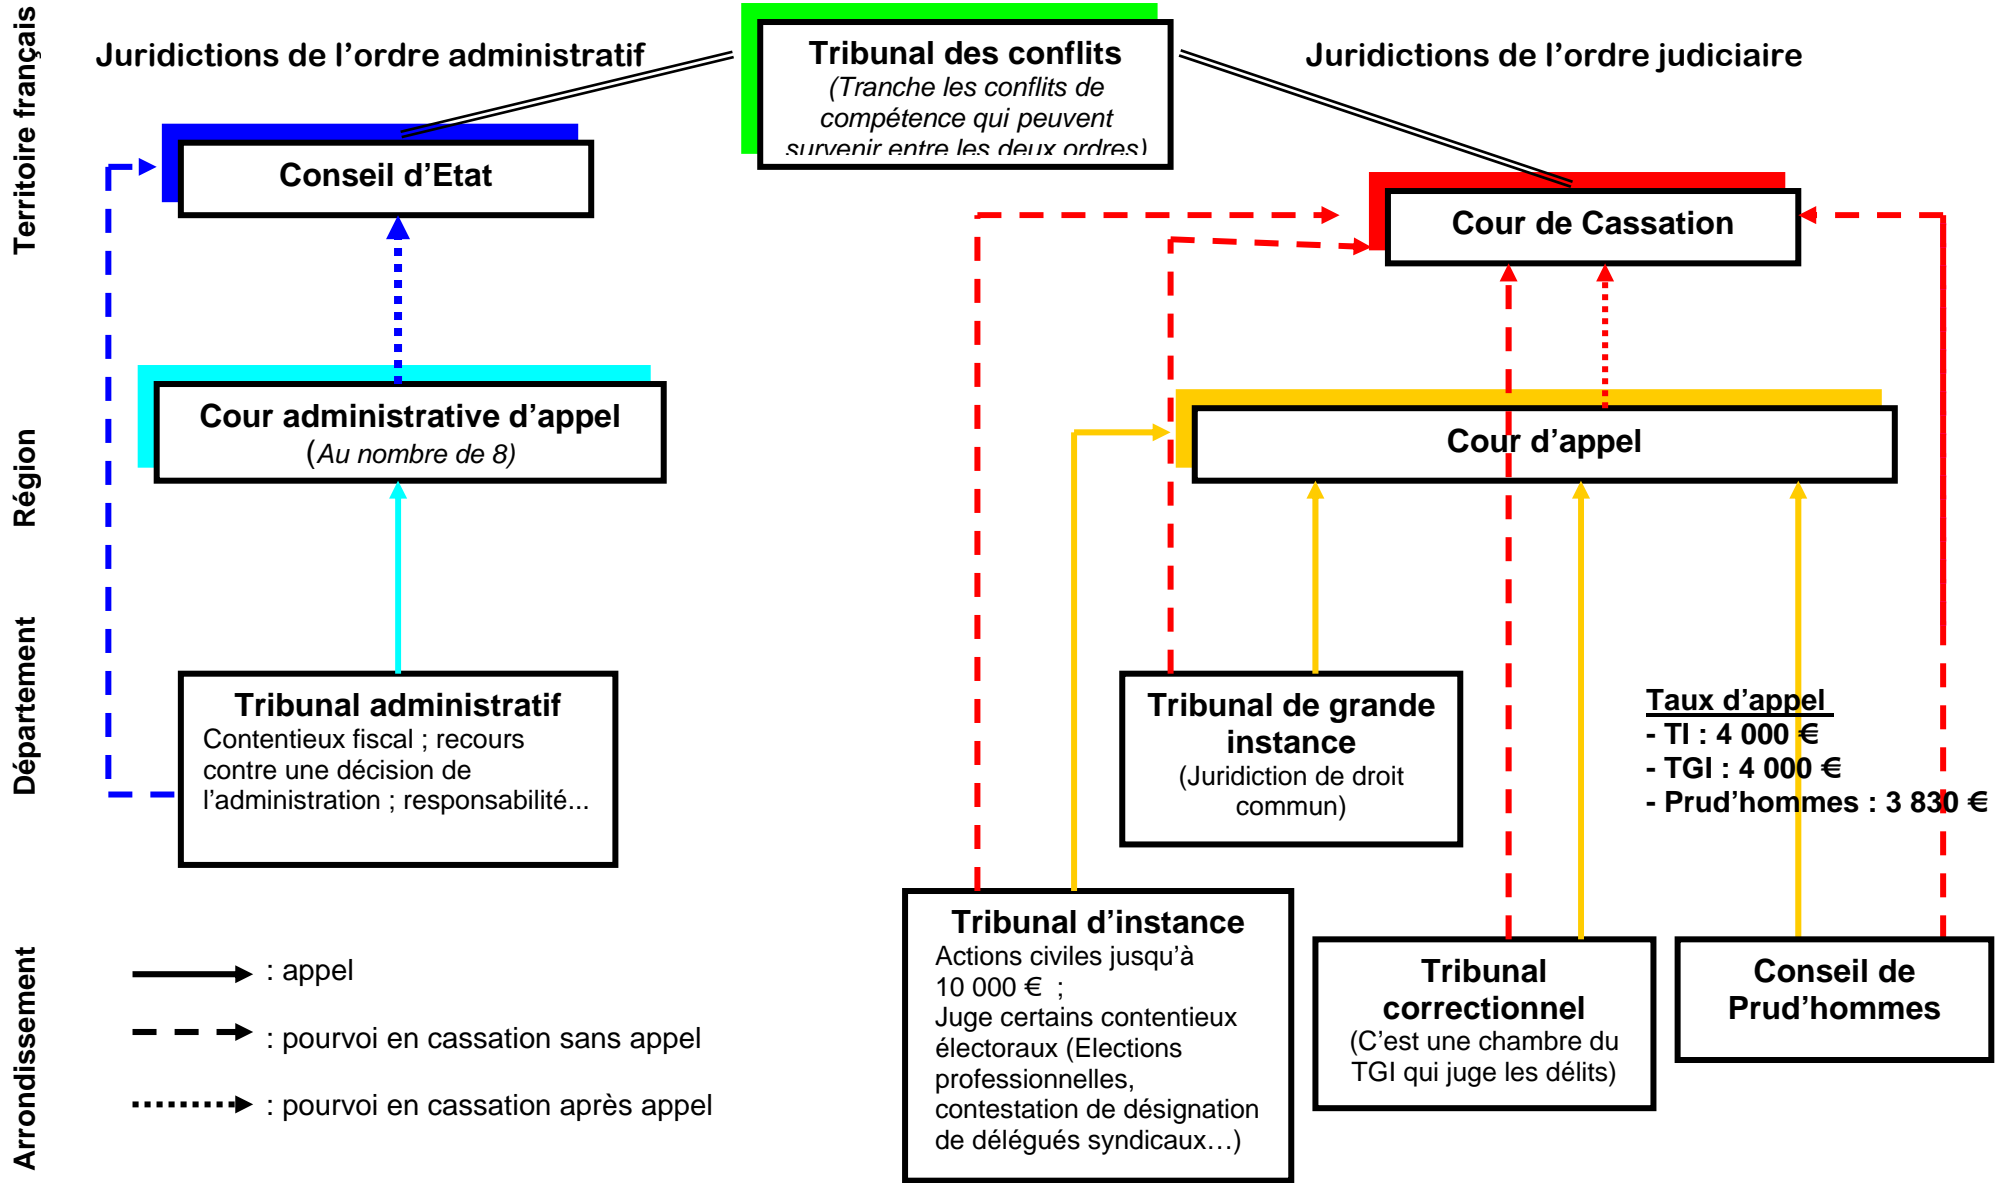 Territoire français
Région
Département
Arrondissement
Juridictions de l’ordre administratif
Tribunal des conflits
(Tranche les conflits de
compétence qui peuvent
survenir entre les deux ordres)
Juridictions de l’ordre judiciaire
Conseil d’Etat
Cour de Cassation
Cour administrative d’appel
(Au nombre de 8)
Cour d’appel
Tribunal administratif
Contentieux fiscal ; recours
contre une décision de
l’administration ; responsabilité...
Tribunal de grande
instance
(Juridiction de droit
commun)
Taux d’appel
- TI : 4 000 €
- TGI : 4 000 €
- Prud’hommes : 3 830 €
Tribunal d’instance
Actions civiles jusqu’à
10 000 € ;
Juge certains contentieux
électoraux (Elections
professionnelles,
contestation de désignation
de délégués syndicaux…)
Tribunal
correctionnel
(C’est une chambre du
TGI qui juge les délits)
Conseil de
Prud’hommes
: appel
: pourvoi en cassation sans appel
: pourvoi en cassation après appel